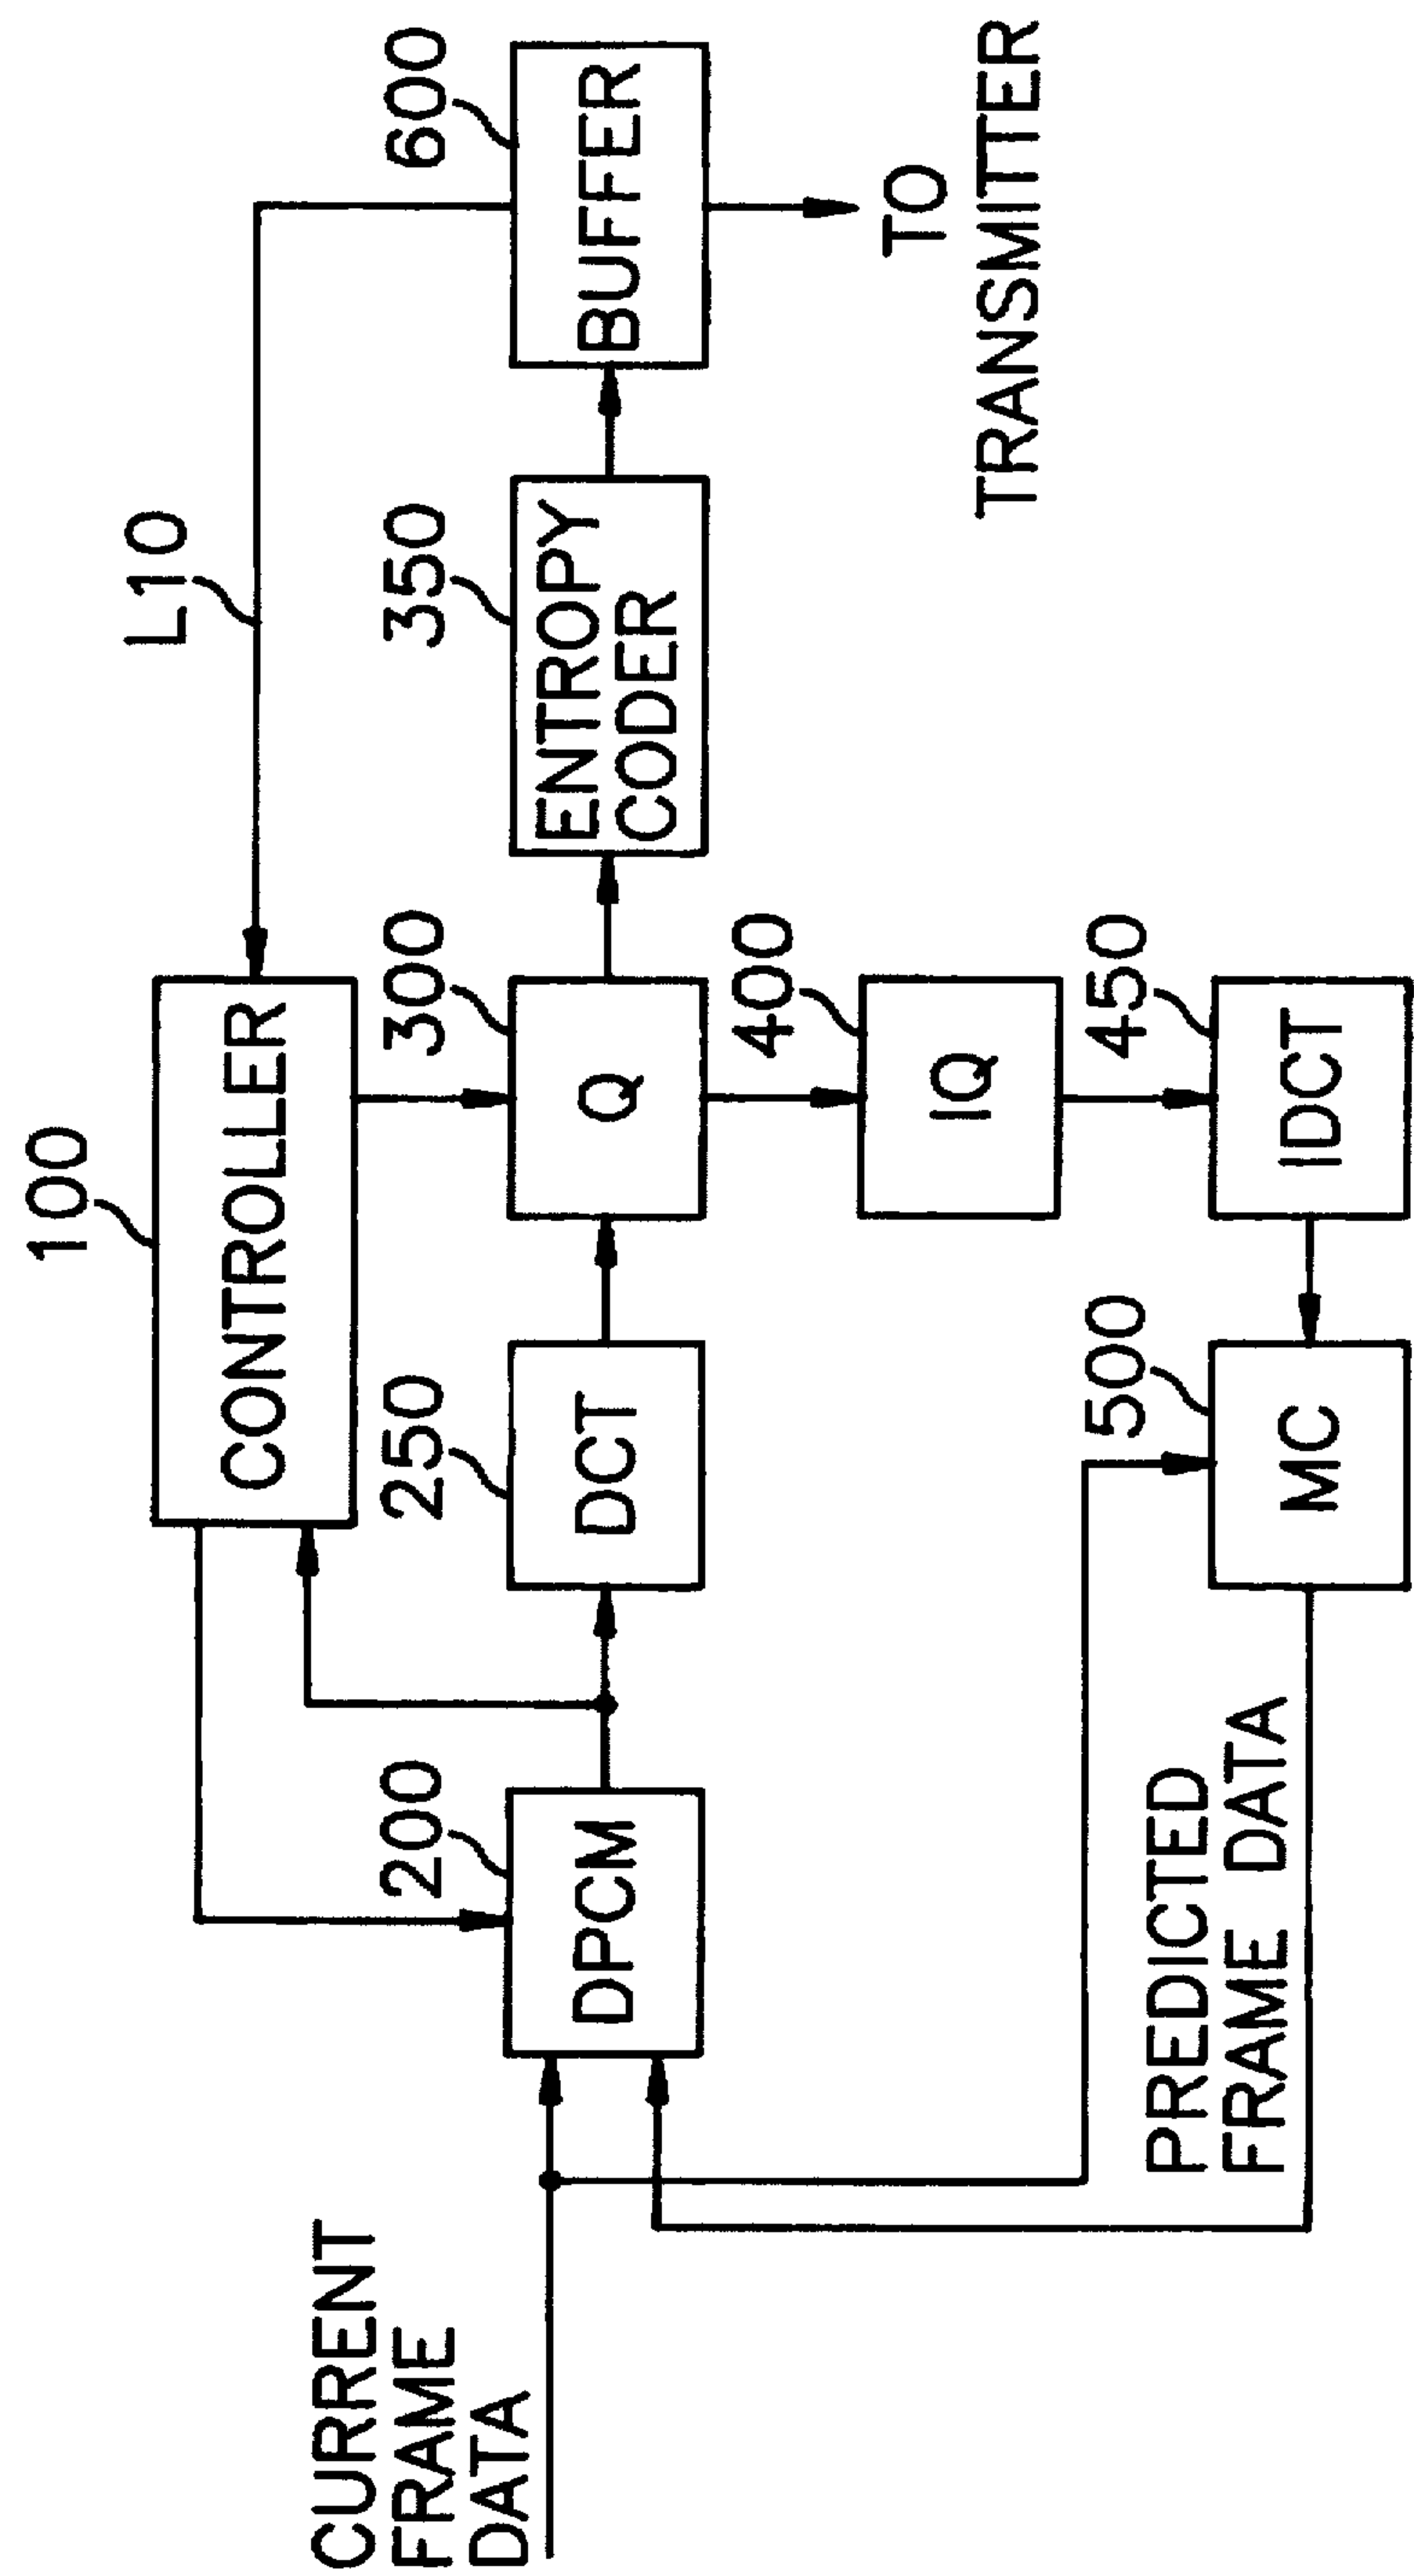 100
CONTROLLER
L10
CURRENT
FRAME
DATA
200
DPCM
250
DCT
300
Q
350
ENTROPY
CODER
600
BUFFER
400
IQ
TO
TRANSMITTER
PREDICTED
FRAME DATA
500
MC
450
IDCT